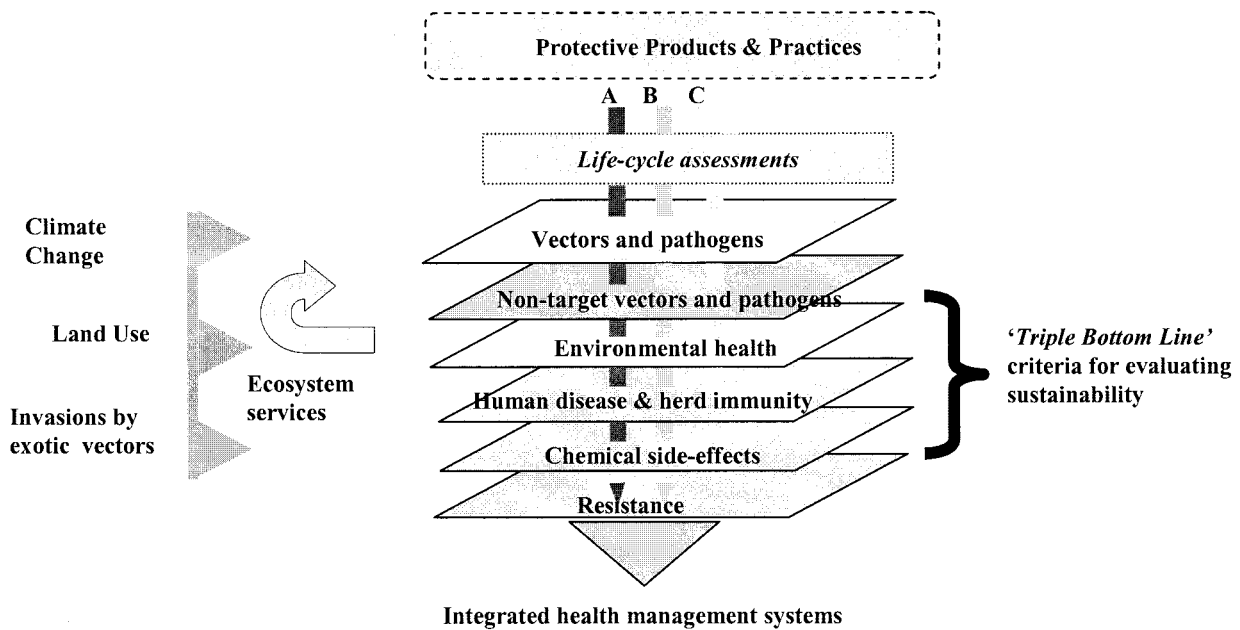 Protective Products & Practices
A B C
Life-cycle assessments
Vectors and pathogens
Non-target vectors and pathogens
Environmental health
Human disease & herd immunity
Chemical side-effects
Resistance
Integrated health management systems
Climate
Change
Land Use
Invasions by
exotic vectors
Ecosystem
services
‘Triple Bottom Line’
criteria for evaluating
sustainability